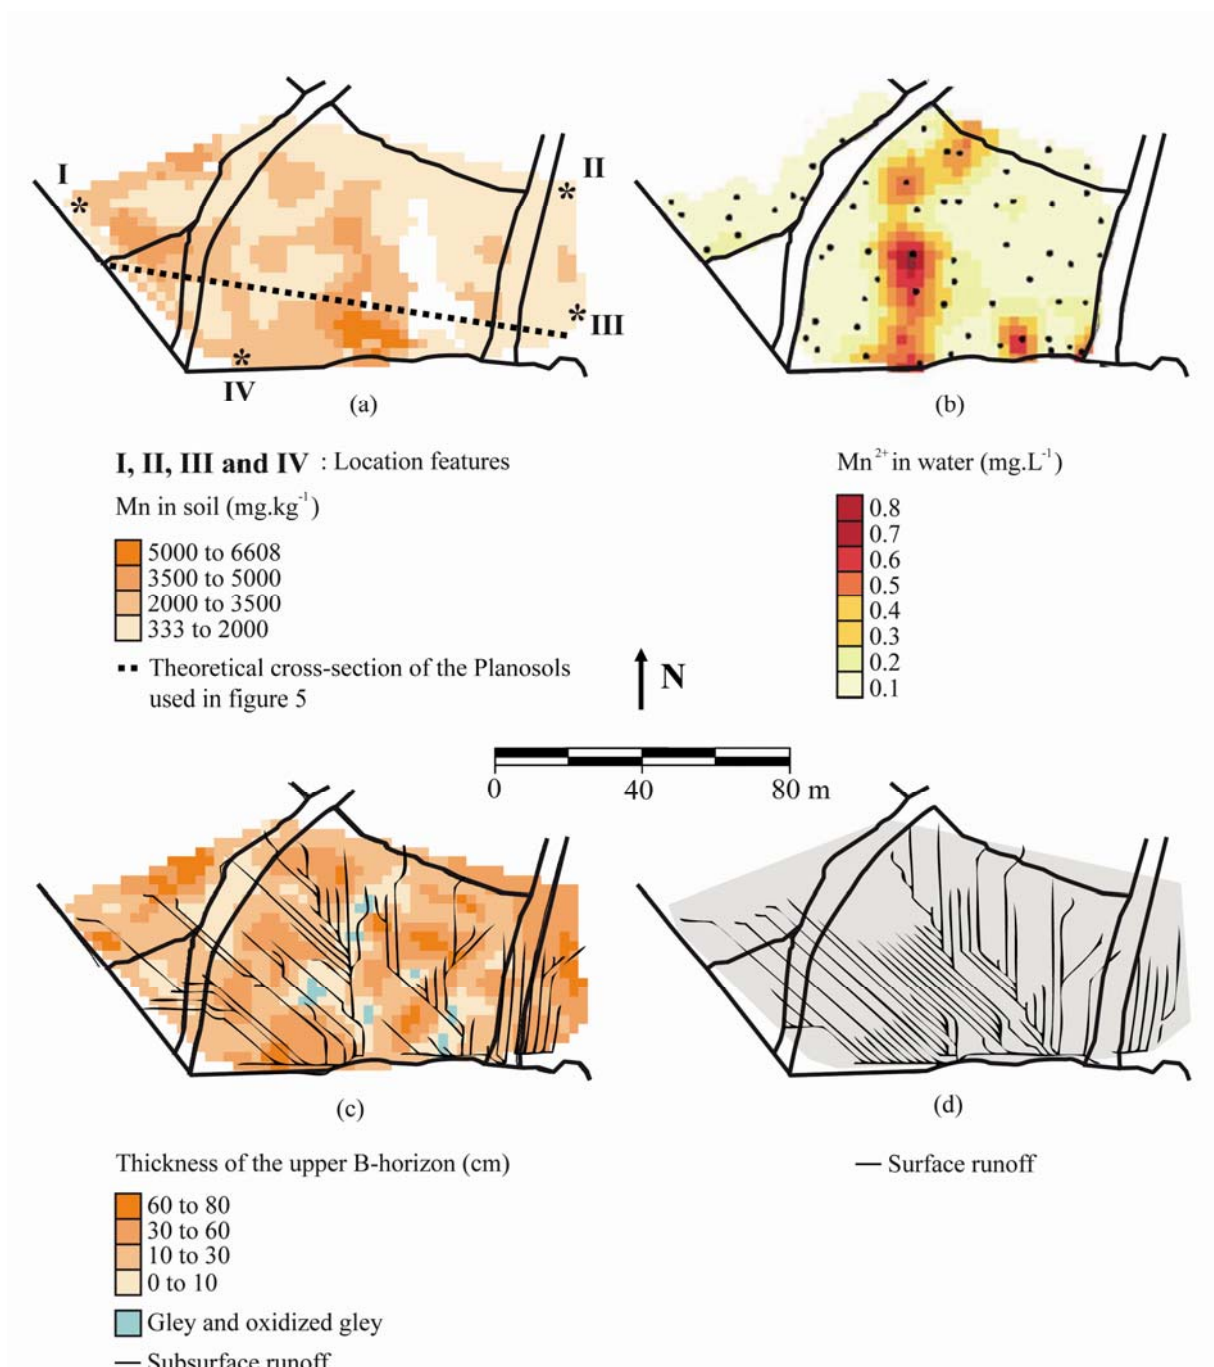 I
II
III
IV
(a)
(b)
I, II, III and IV : Location features
Mn in soil (mg.kg-1)
5000 to 6608
3500 to 5000
2000 to 3500
333 to 2000
Theoretical cross-section of the Planosols
used in figure 5
Mn2+ in water (mg.L-1)
0.8
0.7
0.6
0.5
0.4
0.3
0.2
0.1
N
0 40 80 m
(c)
(d)
Thickness of the upper B-horizon (cm)
60 to 80
30 to 60
10 to 30
0 to 10
Gley and oxidized gley
Subsurface runoff
Surface runoff